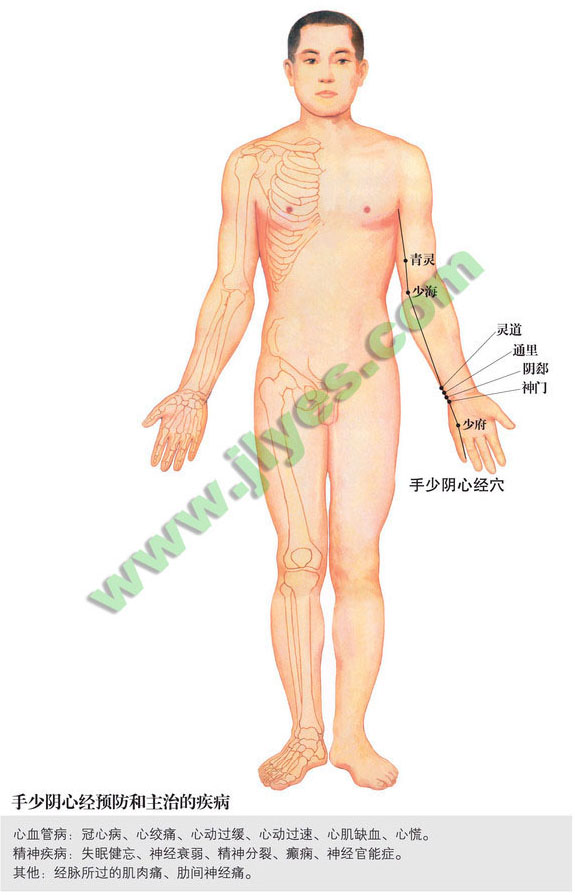 青灵
少海
灵道
通里
阴郄
神门
少府
手少阴心经穴
www.jlyes.com
手少阴心经预防和主治的疾病
心血管病：冠心病、心绞痛、心动过缓、心动过速、心肌缺血、心慌。
精神疾病：失眠健忘、神经衰弱、精神分裂、癫痫、神经官能症。
其他：经脉所过的肌肉痛、肋间神经痛。